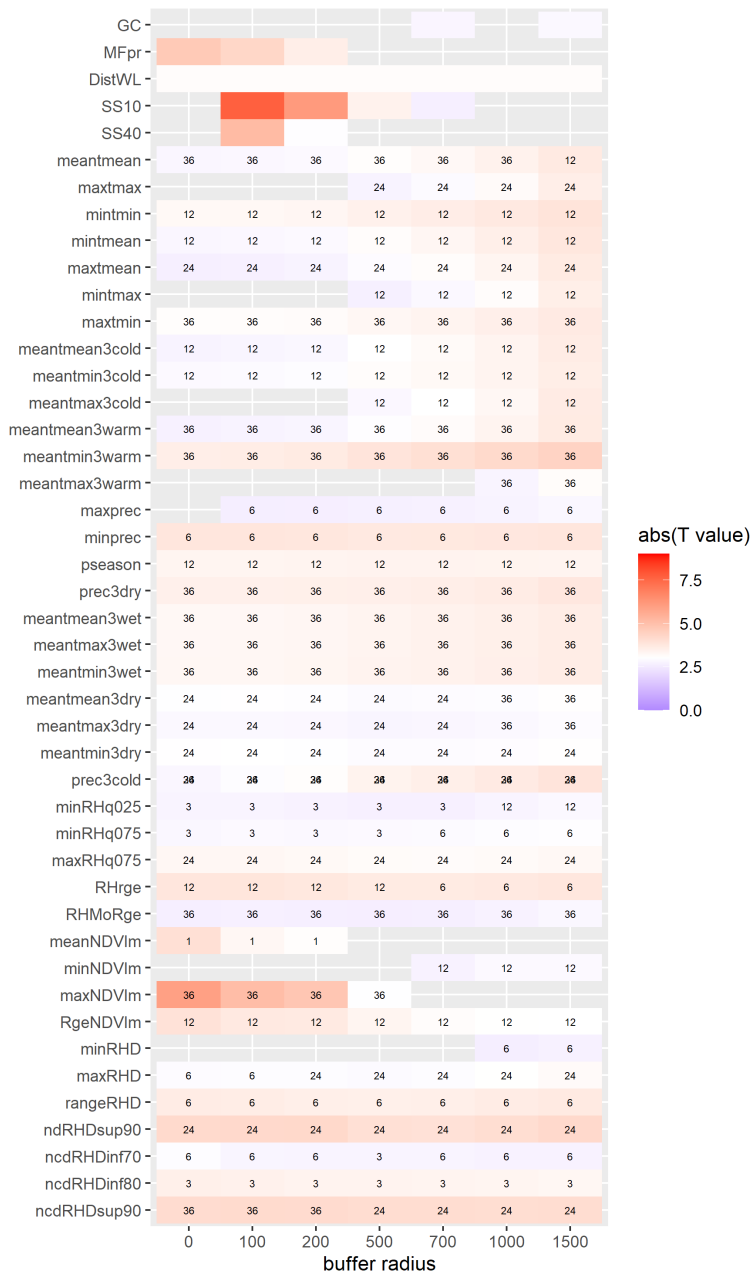 GC
MFpr
DistWL
SS10
SS40
meantmean 36 36 36 36 36 36 12
maxtmax 24 24 24 24
mintmin 12 12 12 12 12 12 12
mintmean 12 12 12 12 12 12 12
maxtmean 24 24 24 24 24 24 24
mintmax 12 12 12 12
maxtmin 36 36 36 36 36 36 36
meantmean3cold 12 12 12 12 12 12 12
meantmin3cold 12 12 12 12 12 12 12
meantmax3cold 12 12 12 12
meantmean3warm 36 36 36 36 36 36 36
meantmin3warm 36 36 36 36 36 36 36
meantmax3warm 36 36
maxprec 6 6 6 6 6 6
minprec 6 6 6 6 6 6 6
pseason 12 12 12 12 12 12 12
prec3dry 36 36 36 36 36 36 36
meantmean3wet 36 36 36 36 36 36 36
meantmax3wet 36 36 36 36 36 36 36
meantmin3wet 36 36 36 36 36 36 36
meantmean3dry 24 24 24 24 24 36 36
meantmax3dry 24 24 24 24 24 36 36
meantmin3dry 24 24 24 24 24 24 24
prec3cold
minRHq025 3 3 3 3 3 12 12
minRHq075 3 3 3 3 6 6 6
maxRHq075 24 24 24 24 24 24 24
RHrge 12 12 12 12 6 6 6
RHMoRge 36 36 36 36 36 36 36
meanNDVIm 1 1 1
minNDVIm 12 12 12
maxNDVIm 36 36 36 36
RgeNDVIm 12 12 12 12 12 12 12
minRHD 6 6
maxRHD 6 6 24 24 24 24 24
rangeRHD 6 6 6 6 6 6 6
ndRHDsup90 24 24 24 24 24 24 24
ncdRHDinf70 6 6 6 3 6 6 6
ncdRHDinf80 3 3 3 3 3 3 3
ncdRHDsup90 36 36 36 24 24 24 24
0 100 200 500 700 1000 1500
buffer radius
abs(T value)
7.5
5.0
2.5
0.0